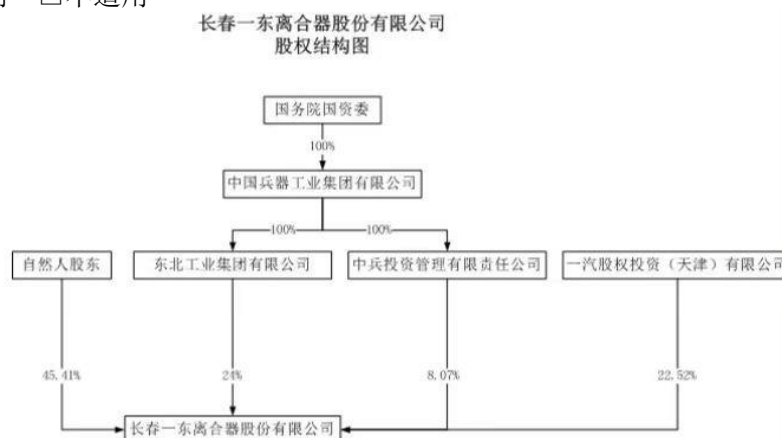 长春一东离合器股份有限公司
股权结构图
国务院国资委
100%
中国兵器工业集团有限公司
100% 100%
自然人股东 东北工业集团有限公司 中兵投资管理有限责任公司 一汽股权投资（天津）有限公司
45.41% 24% 8.07% 22.52%
长春一东离合器股份有限公司